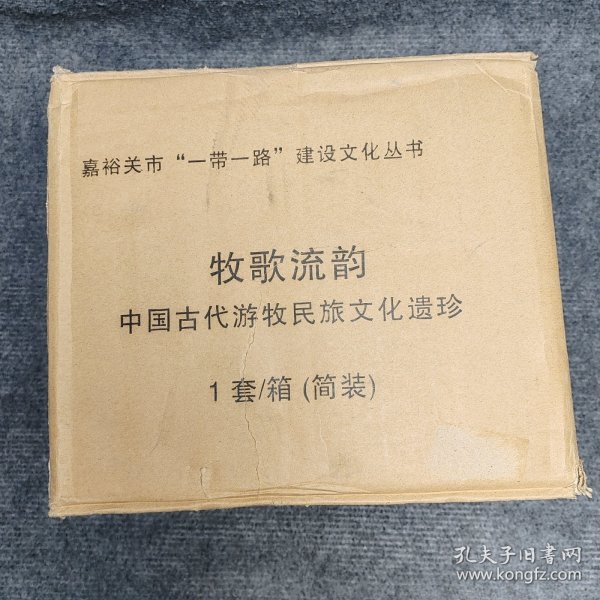 嘉裕关市“一带一路”建设文化丛书
牧歌流韵
中国古代游牧民旅文化遗珍
1套/箱(简装)
孔夫子旧书网
www.kongfz.com